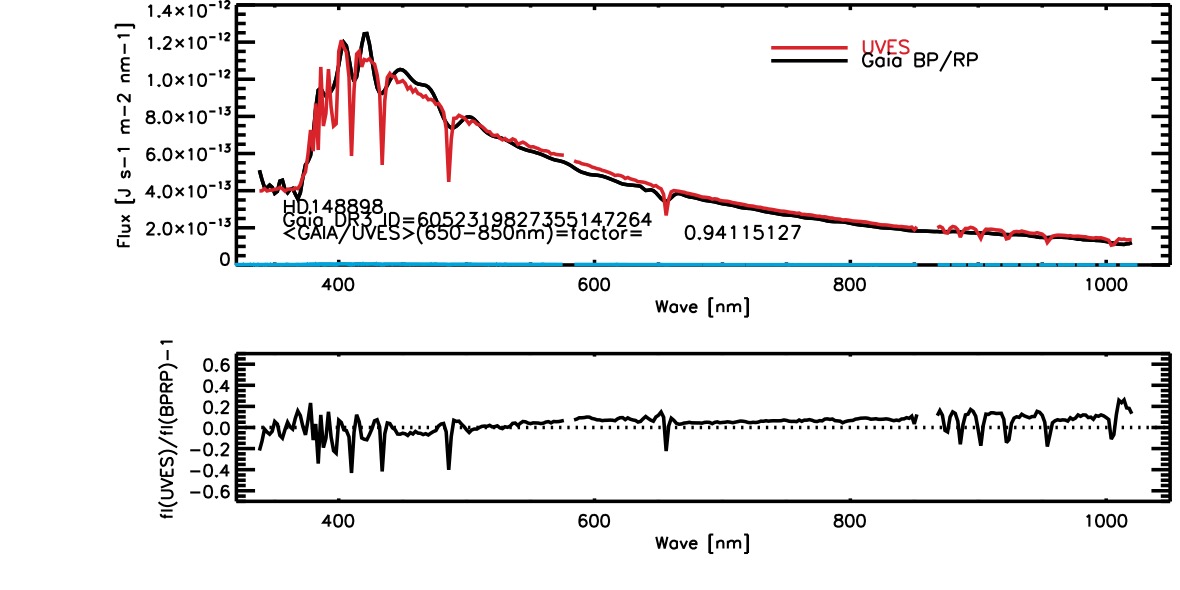 1.4×10−12
1.2×10−12
1.0×10−12
8.0×10−13
6.0×10−13
4.0×10−13
2.0×10−13
0
Flux [J s−1 m−2 nm−1]
UVES
Gaia BP/RP
HD148898
Gaia DR3 ID=6052319827355147264
<GAIA/UVES>(650−850nm)=factor= 0.94115127
400 600 800 1000
Wave [nm]
0.6
0.4
0.2
0.0
−0.2
−0.4
−0.6
fl(UVES)/fl(BPRP)−1
400 600 800 1000
Wave [nm]